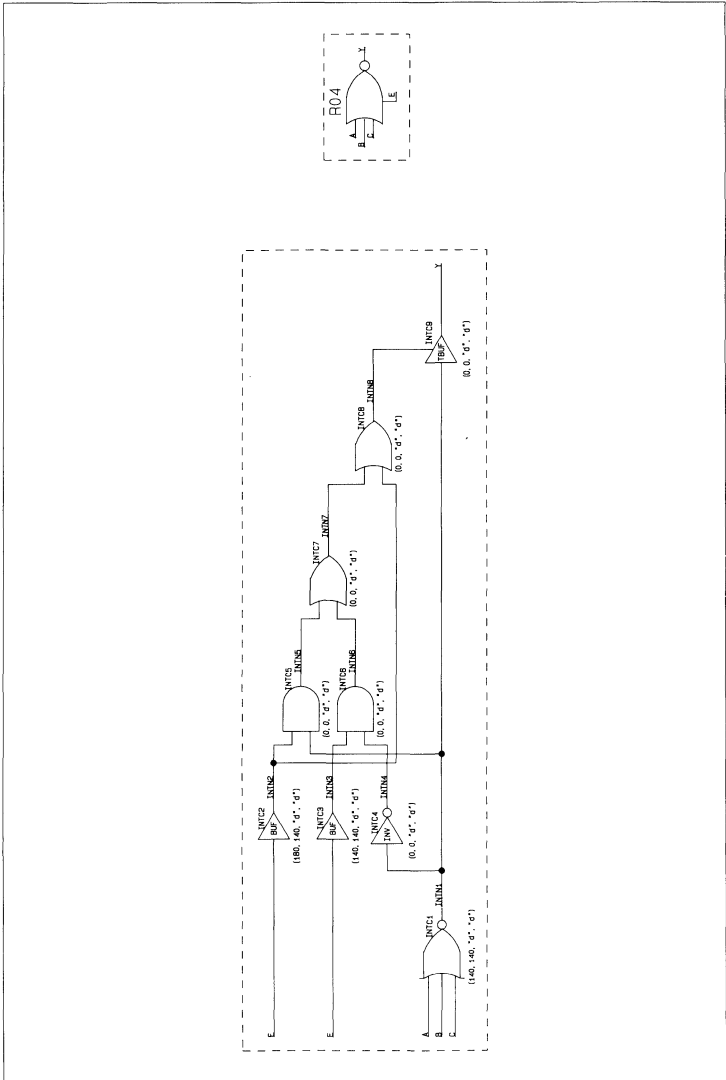 R04
A
B
C
E
Y
E
INTC2
BUF
(180, 140, "d", "d")
INTN2
E
INTC3
BUF
(140, 140, "d", "d")
INTN3
INTC4
INV
(0, 0, "d", "d")
INTN4
A
B
C
INTC1
(140, 140, "d", "d")
INTN1
INTC5
(0, 0, "d", "d")
INTN5
INTC6
(0, 0, "d", "d")
INTN6
INTC7
(0, 0, "d", "d")
INTN7
INTC8
(0, 0, "d", "d")
INTN8
INTC9
TBUF
(0, 0, "d", "d")
Y